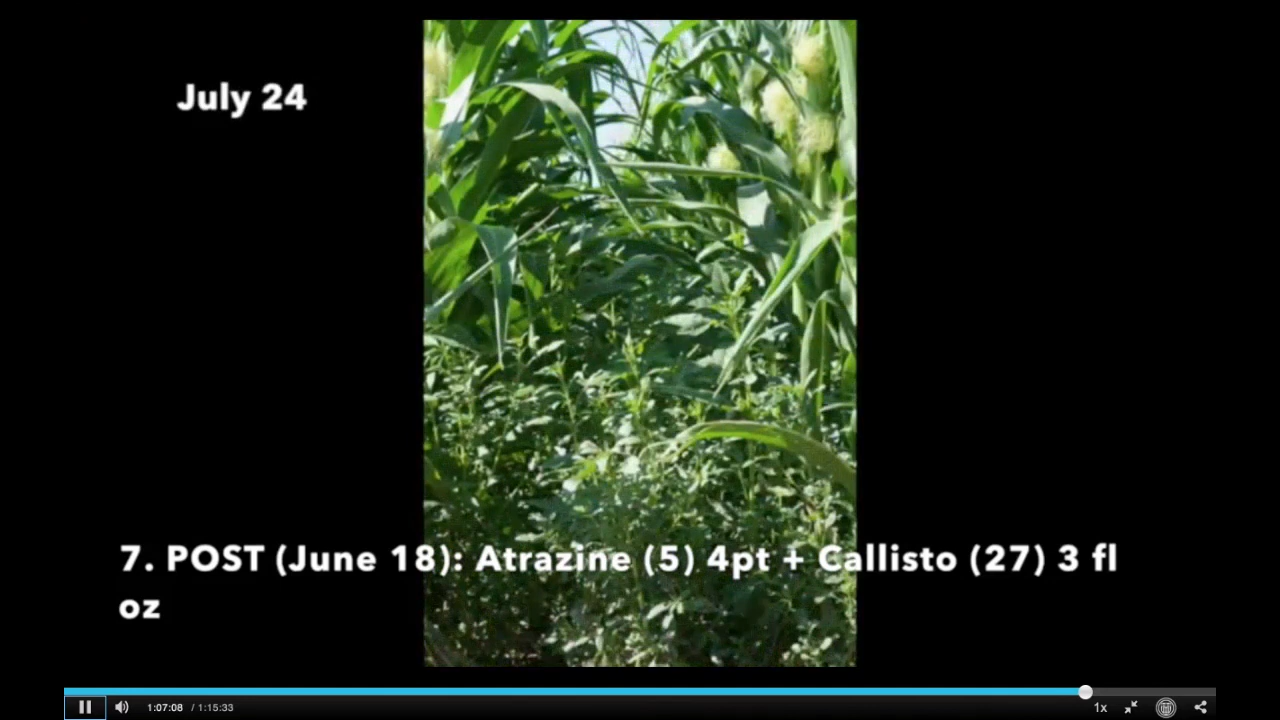 July 24
7. POST (June 18): Atrazine (5) 4pt + Callisto (27) 3 fl
oz
1:07:08 / 1:15:33
1x